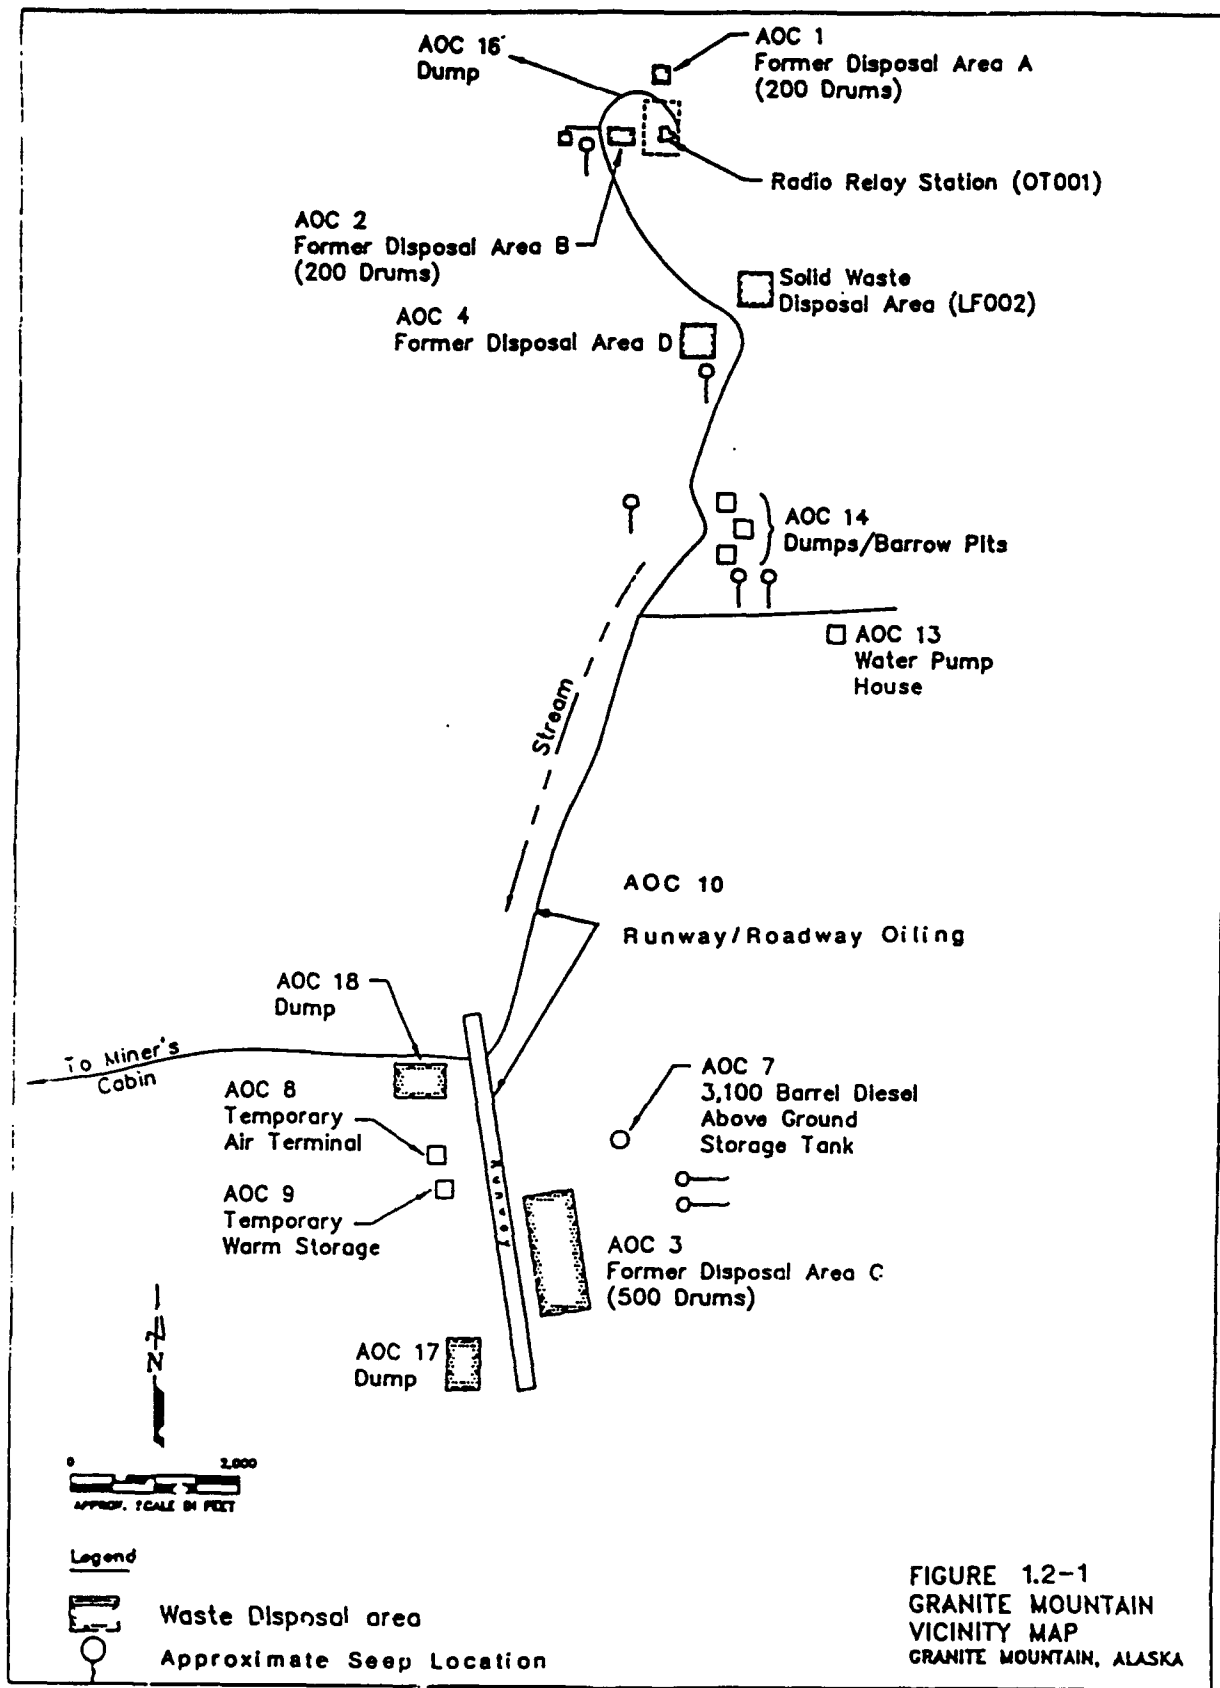 AOC 16
Dump
AOC 1
Former Disposal Area A
(200 Drums)
Radio Relay Station (OT001)
AOC 2
Former Disposal Area B
(200 Drums)
Solid Waste
Disposal Area (LF002)
AOC 4
Former Disposal Area D
AOC 14
Dumps/Barrow Pits
AOC 13
Water Pump
House
Stream
AOC 10
Runway/Roadway Oiling
AOC 18
Dump
To Miner's
Cabin
AOC 8
Temporary
Air Terminal
AOC 7
3,100 Barrel Diesel
Above Ground
Storage Tank
AOC 9
Temporary
Warm Storage
Runway
AOC 3
Former Disposal Area C
(500 Drums)
AOC 17
Dump
N
0 2,000
APPROX. SCALE IN FEET
Legend
Waste Disposal area
Approximate Seep Location
FIGURE 1.2-1
GRANITE MOUNTAIN
VICINITY MAP
GRANITE MOUNTAIN, ALASKA